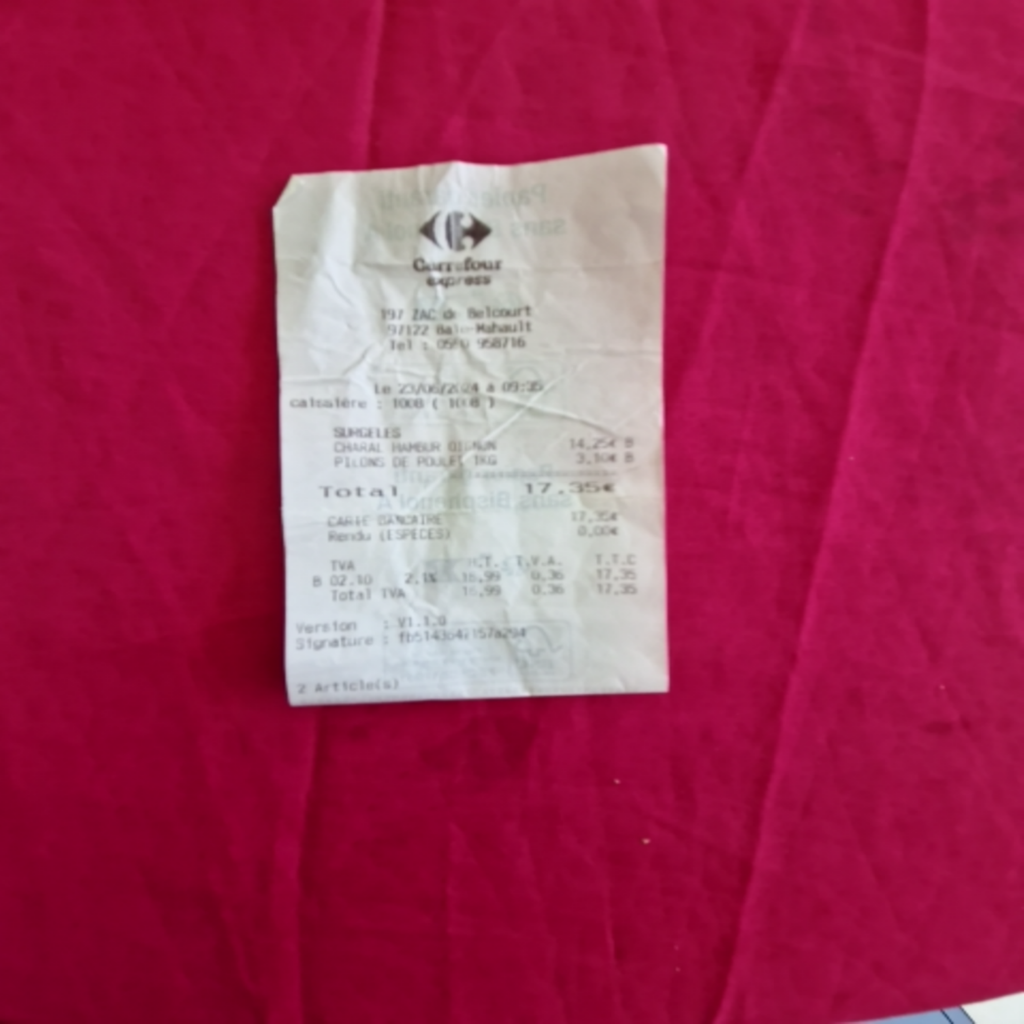 Carrefour
express
197 ZAC de Belcourt
97122 Baie-Mahault
Tel : 0590 958716
Le 23/06/2024 à 09:35
caissière : 1008 ( 1008 )
SURGELES
CHARAL HAMBUR OIGNON 14,25€ B
PILONS DE POULET 1KG 3,10€ B
Total 17.35€
CARTE BANCAIRE 17,35€
Rendu (ESPECES) 0,00€
TVA H.T. T.V.A. T.T.C
B 02.10 2,1% 16,99 0,36 17,35
Total TVA 16,99 0,36 17,35
Version : V1.1.0
Signature :
2 Article(s)